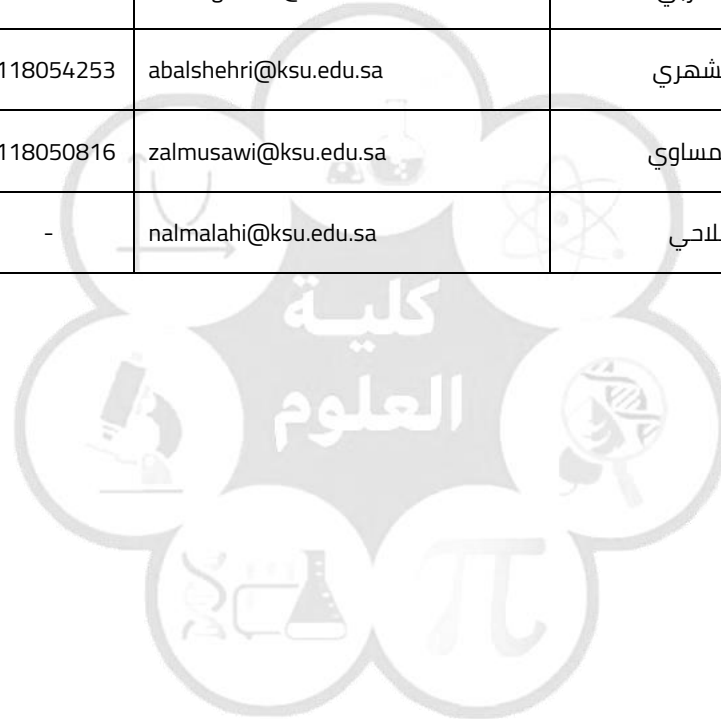 118054253 abalshehri@ksu.edu.sa شهري
118050816 zalmusawi@ksu.edu.sa مساوي
- nalmalahi@ksu.edu.sa لاحي
كلية
العلوم